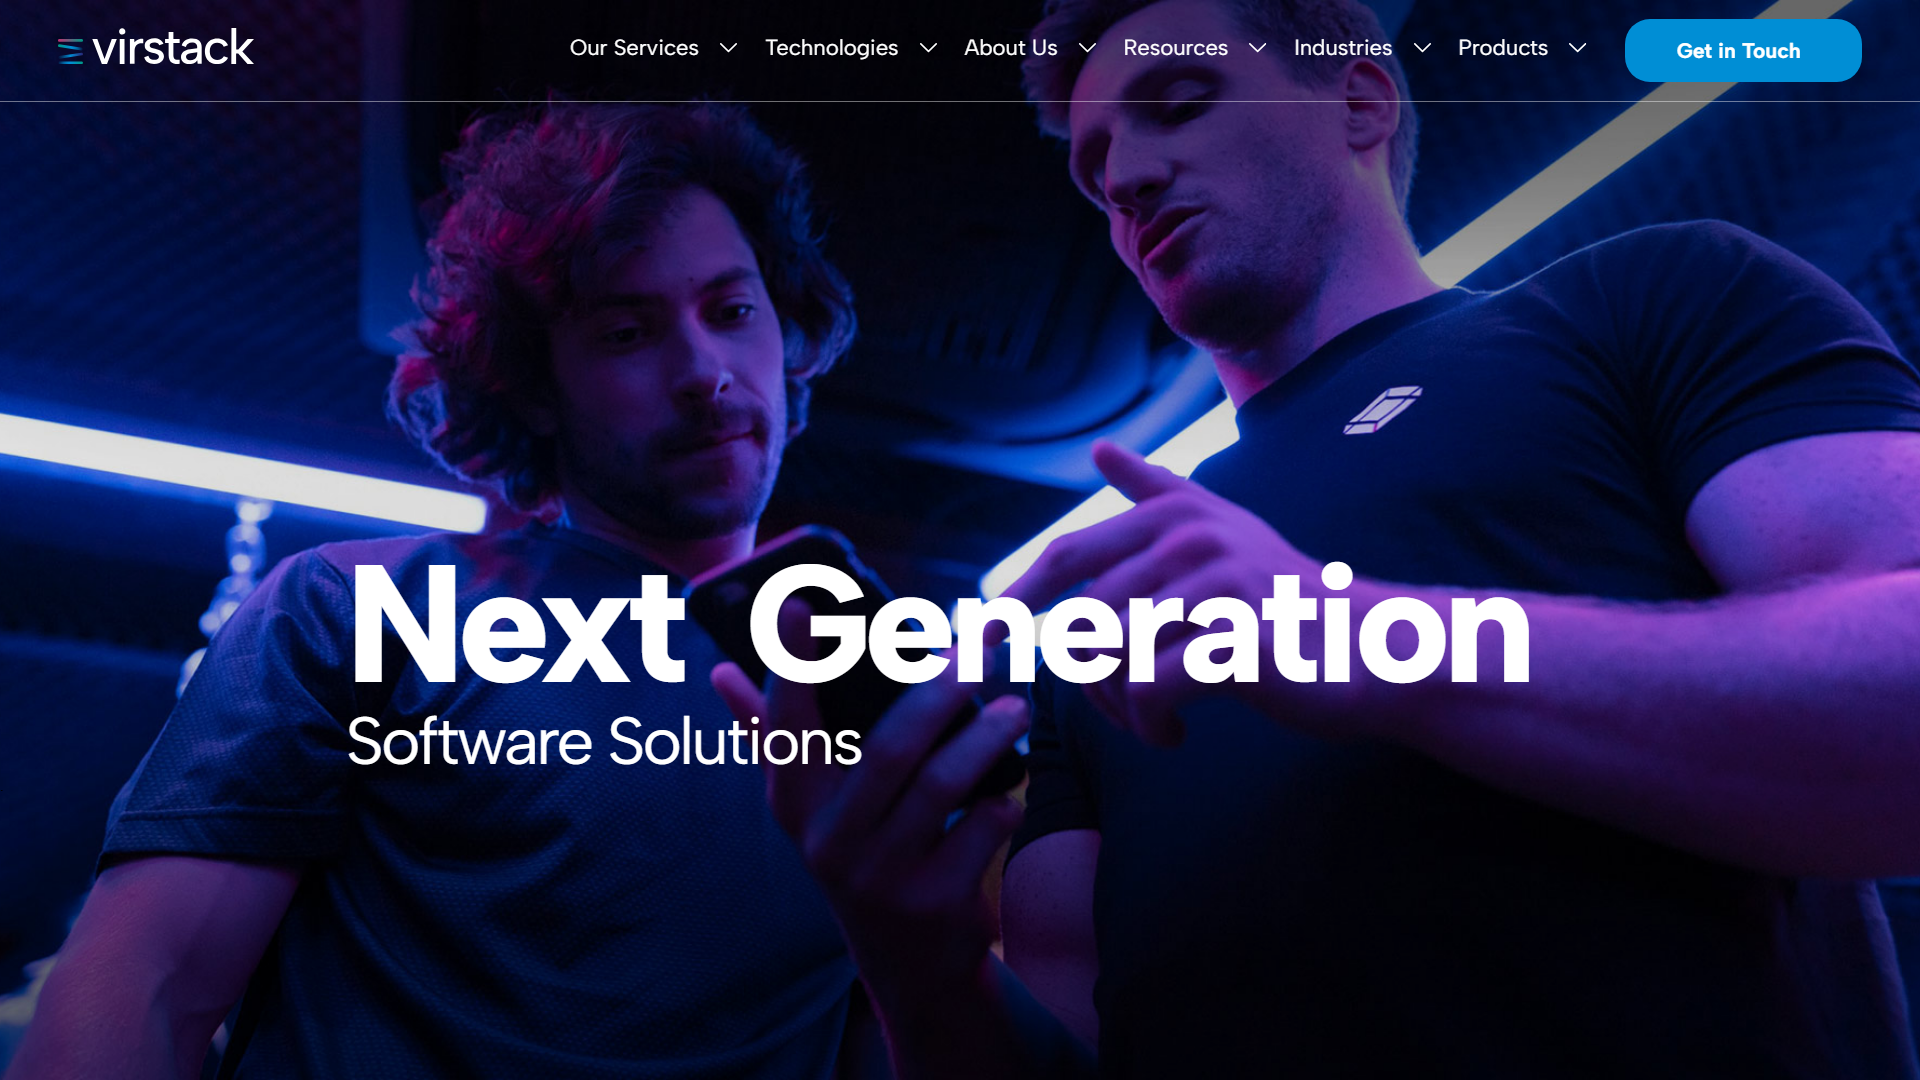 virstack
Our Services
Technologies
About Us
Resources
Industries
Products
Get in Touch
Next Generation
Software Solutions